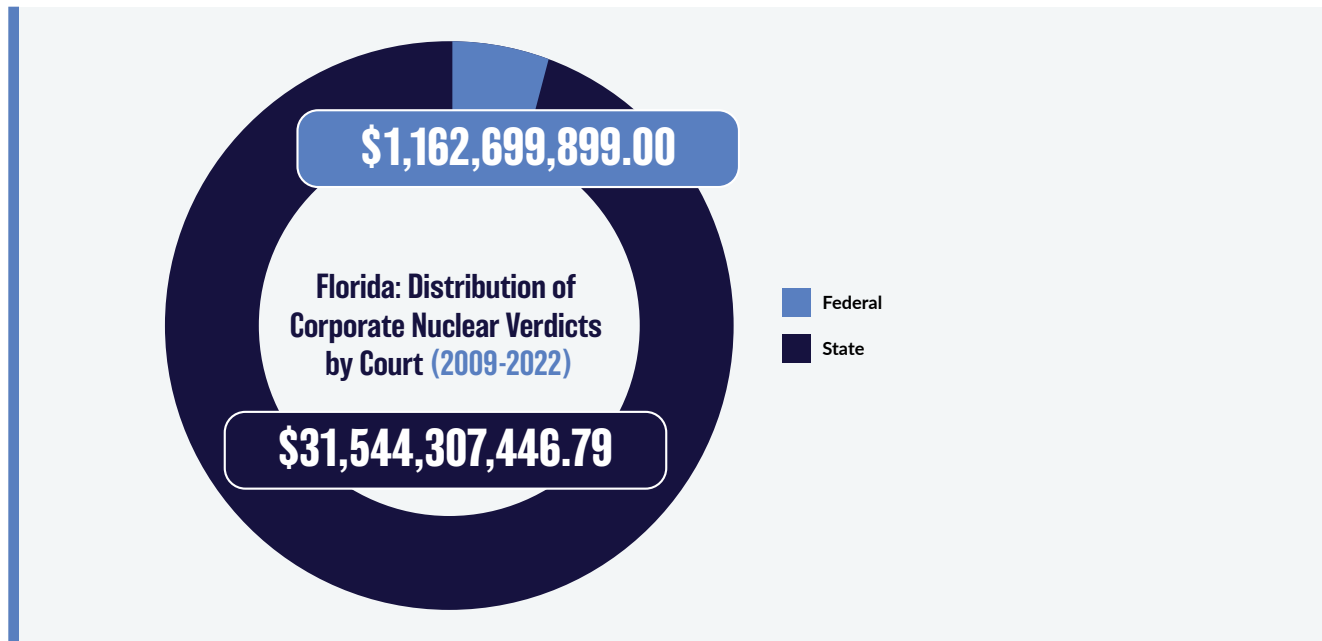 $1,162,699,899.00
Florida: Distribution of
Corporate Nuclear Verdicts
by Court (2009-2022)
$31,544,307,446.79
Federal
State